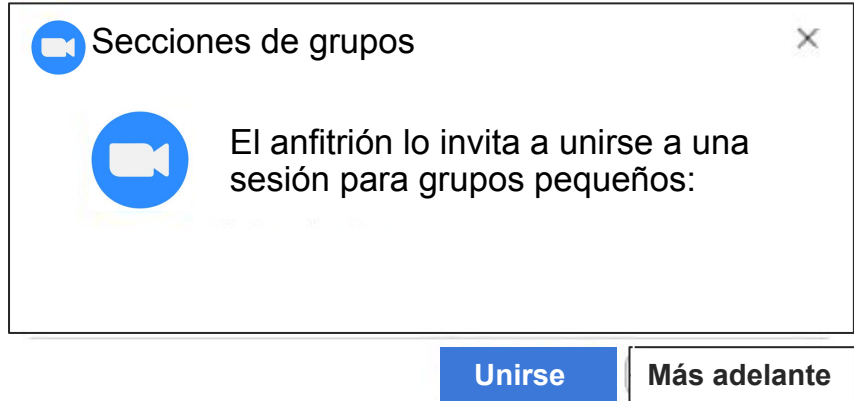 Secciones de grupos
El anfitrión lo invita a unirse a una
sesión para grupos pequeños:
Unirse
Más adelante